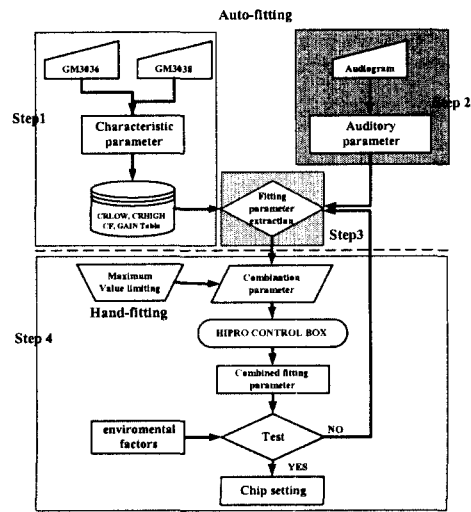 Auto-fitting
GM3036
GM3038
Audiogram
Step1
Step 2
Characteristic
parameter
Auditory
parameter
CRLOW, CRHIGH
CF, GAIN Table
Fitting
parameter
extraction
Step3
Maximum
Value limiting
Combination
parameter
Hand-fitting
Step 4
HIPRO CONTROL BOX
Combined fitting
parameter
enviromental
factors
Test
NO
YES
Chip setting